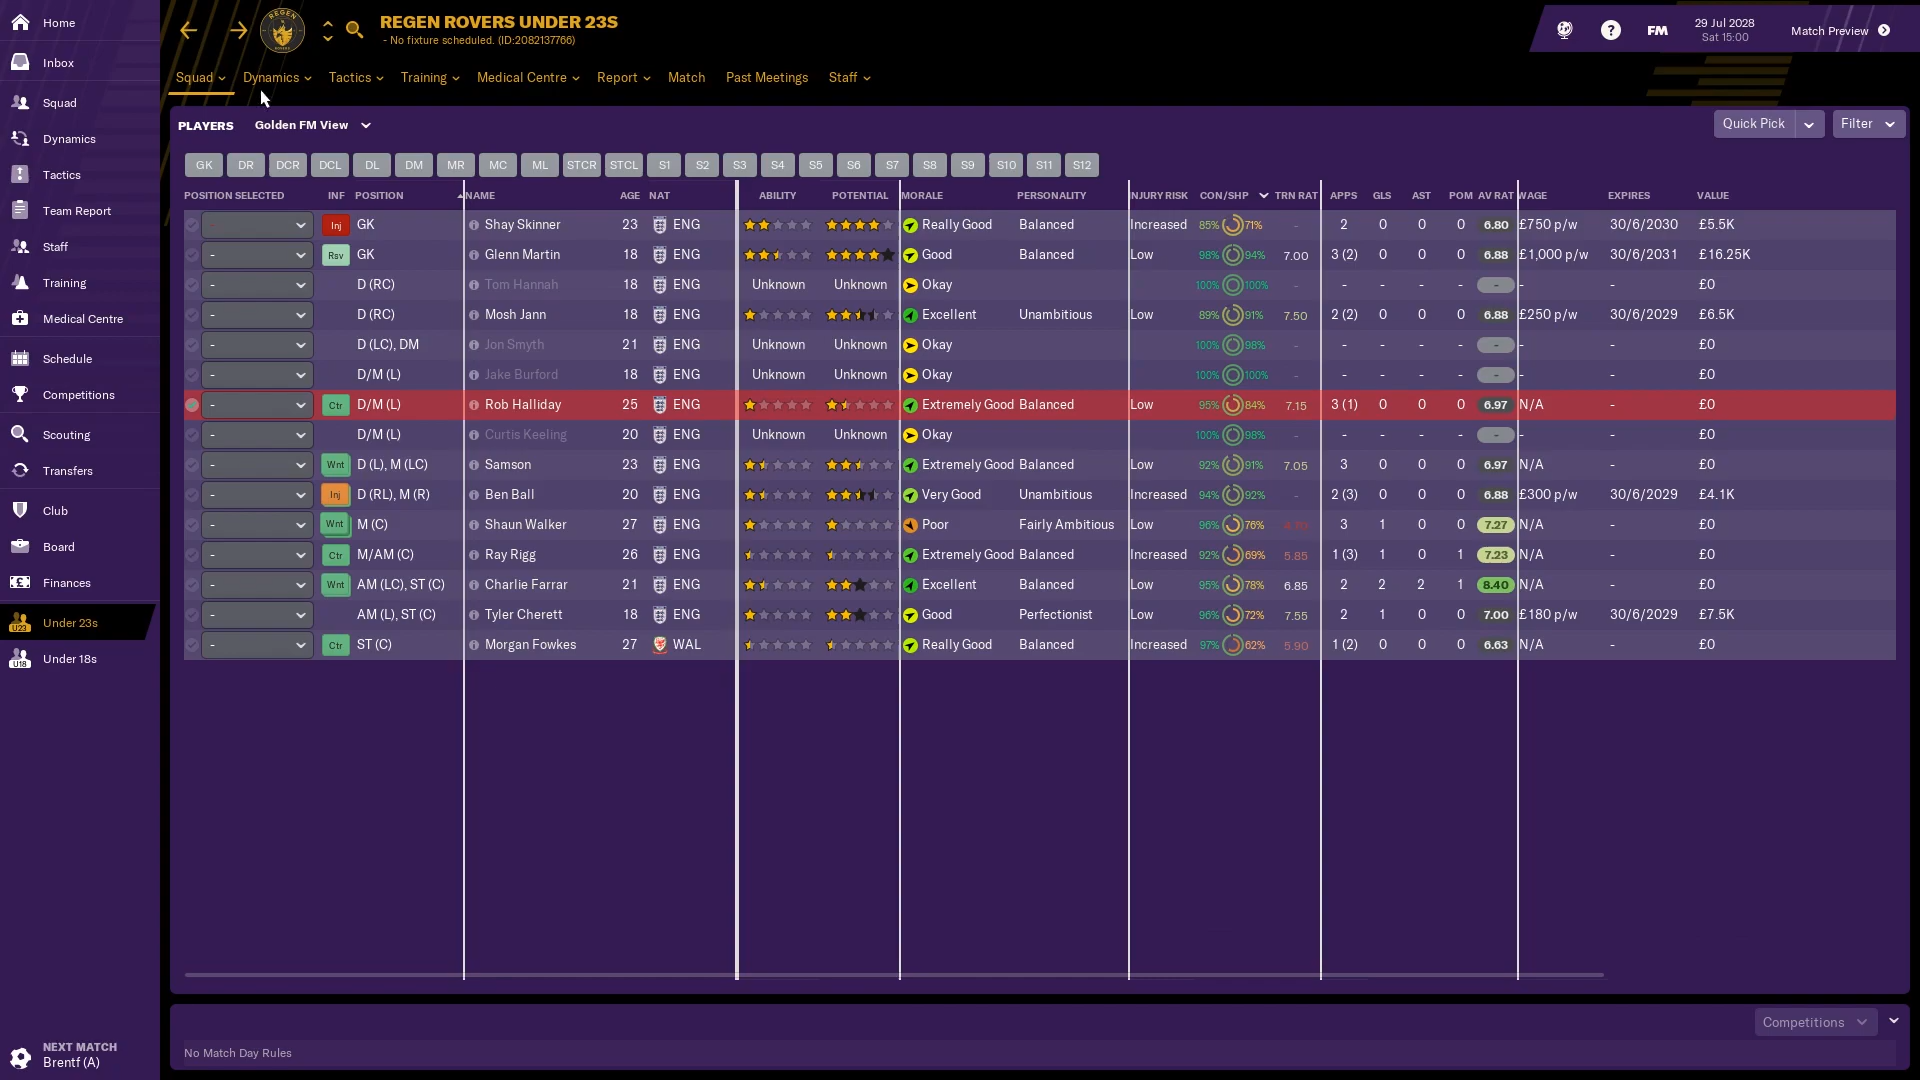 Home
REGEN ROVERS UNDER 23S
- No fixture scheduled. (ID:2082137766)
FM
29 Jul 2028
Sat 15:00
Match Preview
Inbox
Squad
Dynamics
Tactics
Team Report
Staff
Training
Medical Centre
Schedule
Competitions
Scouting
Transfers
Club
Board
Finances
U23 Under 23s
U18 Under 18s
NEXT MATCH
Brentf (A)
Squad Dynamics Tactics Training Medical Centre Report Match Past Meetings Staff
PLAYERS Golden FM View Quick Pick Filter
GK DR DCR DCL DL DM MR MC ML STCR STCL S1 S2 S3 S4 S5 S6 S7 S8 S9 S10 S11 S12
POSITION SELECTED INF POSITION NAME AGE NAT ABILITY POTENTIAL MORALE PERSONALITY INJURY RISK CON/SHP TRN RAT APPS GLS AST POM AV RAT WAGE EXPIRES VALUE
- Inj GK Shay Skinner 23 ENG Really Good Balanced Increased 85% 71% - 2 0 0 0 6.80 £750 p/w 30/6/2030 £5.5K
- Rsv GK Glenn Martin 18 ENG Good Balanced Low 98% 94% 7.00 3 (2) 0 0 0 6.88 £1,000 p/w 30/6/2031 £16.25K
- D (RC) Tom Hannah 18 ENG Unknown Unknown Okay 100% 100% - - - - - - - - £0
- D (RC) Mosh Jann 18 ENG Excellent Unambitious Low 89% 91% 7.50 2 (2) 0 0 0 6.88 £250 p/w 30/6/2029 £6.5K
- D (LC), DM Jon Smyth 21 ENG Unknown Unknown Okay 100% 98% - - - - - - - - £0
- D/M (L) Jake Burford 18 ENG Unknown Unknown Okay 100% 100% - - - - - - - - £0
- Ctr D/M (L) Rob Halliday 25 ENG Extremely Good Balanced Low 95% 84% 7.15 3 (1) 0 0 0 6.97 N/A - £0
- D/M (L) Curtis Keeling 20 ENG Unknown Unknown Okay 100% 98% - - - - - - - - £0
- Wnt D (L), M (LC) Samson 23 ENG Extremely Good Balanced Low 92% 91% 7.05 3 0 0 0 6.97 N/A - £0
- Inj D (RL), M (R) Ben Ball 20 ENG Very Good Unambitious Increased 94% 92% - 2 (3) 0 0 0 6.88 £300 p/w 30/6/2029 £4.1K
- Wnt M (C) Shaun Walker 27 ENG Poor Fairly Ambitious Low 96% 76% 3 1 0 0 7.27 N/A - £0
- Ctr M/AM (C) Ray Rigg 26 ENG Extremely Good Balanced Increased 92% 69% 5.85 1 (3) 1 0 1 7.23 N/A - £0
- Wnt AM (LC), ST (C) Charlie Farrar 21 ENG Excellent Balanced Low 95% 78% 6.85 2 2 2 1 8.40 N/A - £0
- AM (L), ST (C) Tyler Cherett 18 ENG Good Perfectionist Low 96% 72% 7.55 2 1 0 0 7.00 £180 p/w 30/6/2029 £7.5K
- Ctr ST (C) Morgan Fowkes 27 WAL Really Good Balanced Increased 97% 62% 5.90 1 (2) 0 0 0 6.63 N/A - £0
Competitions
No Match Day Rules